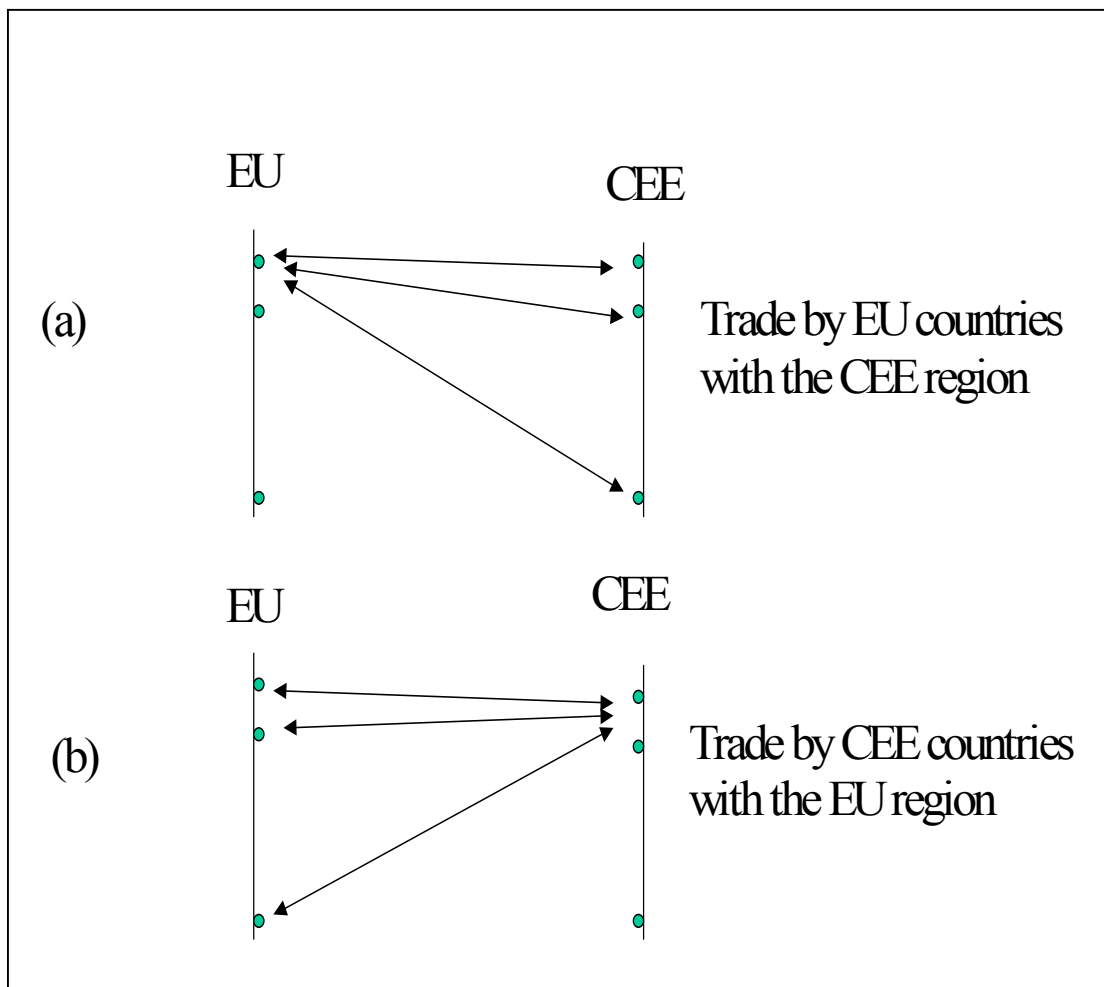 EU CEE
(a)
Trade by EU countries
with the CEE region
EU CEE
(b)
Trade by CEE countries
with the EU region